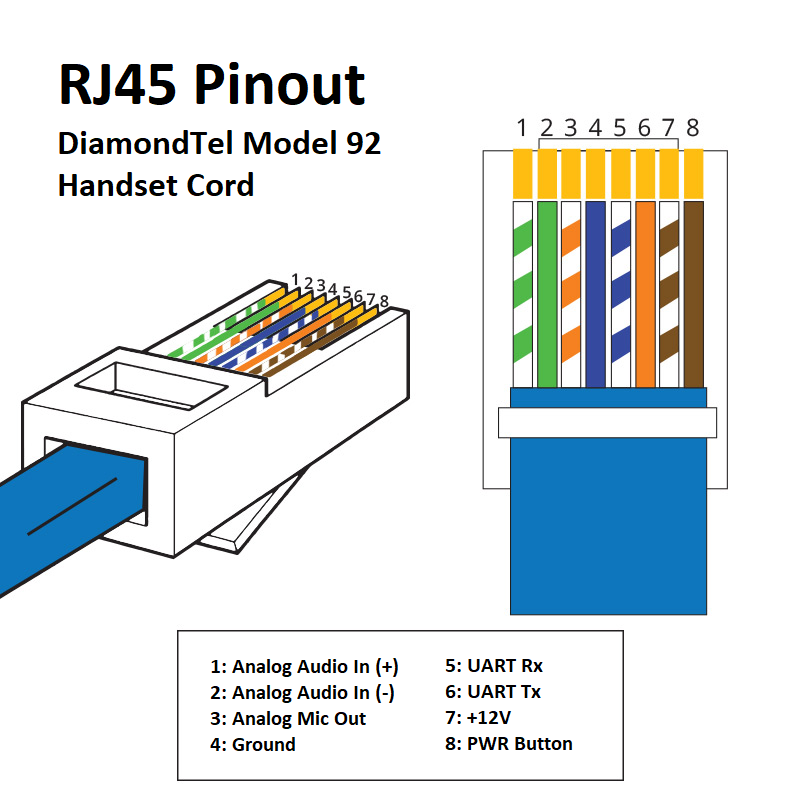 RJ45 Pinout
DiamondTel Model 92
Handset Cord
1 2 3 4 5 6 7 8
1 2 3 4 5 6 7 8
1: Analog Audio In (+)
2: Analog Audio In (-)
3: Analog Mic Out
4: Ground
5: UART Rx
6: UART Tx
7: +12V
8: PWR Button